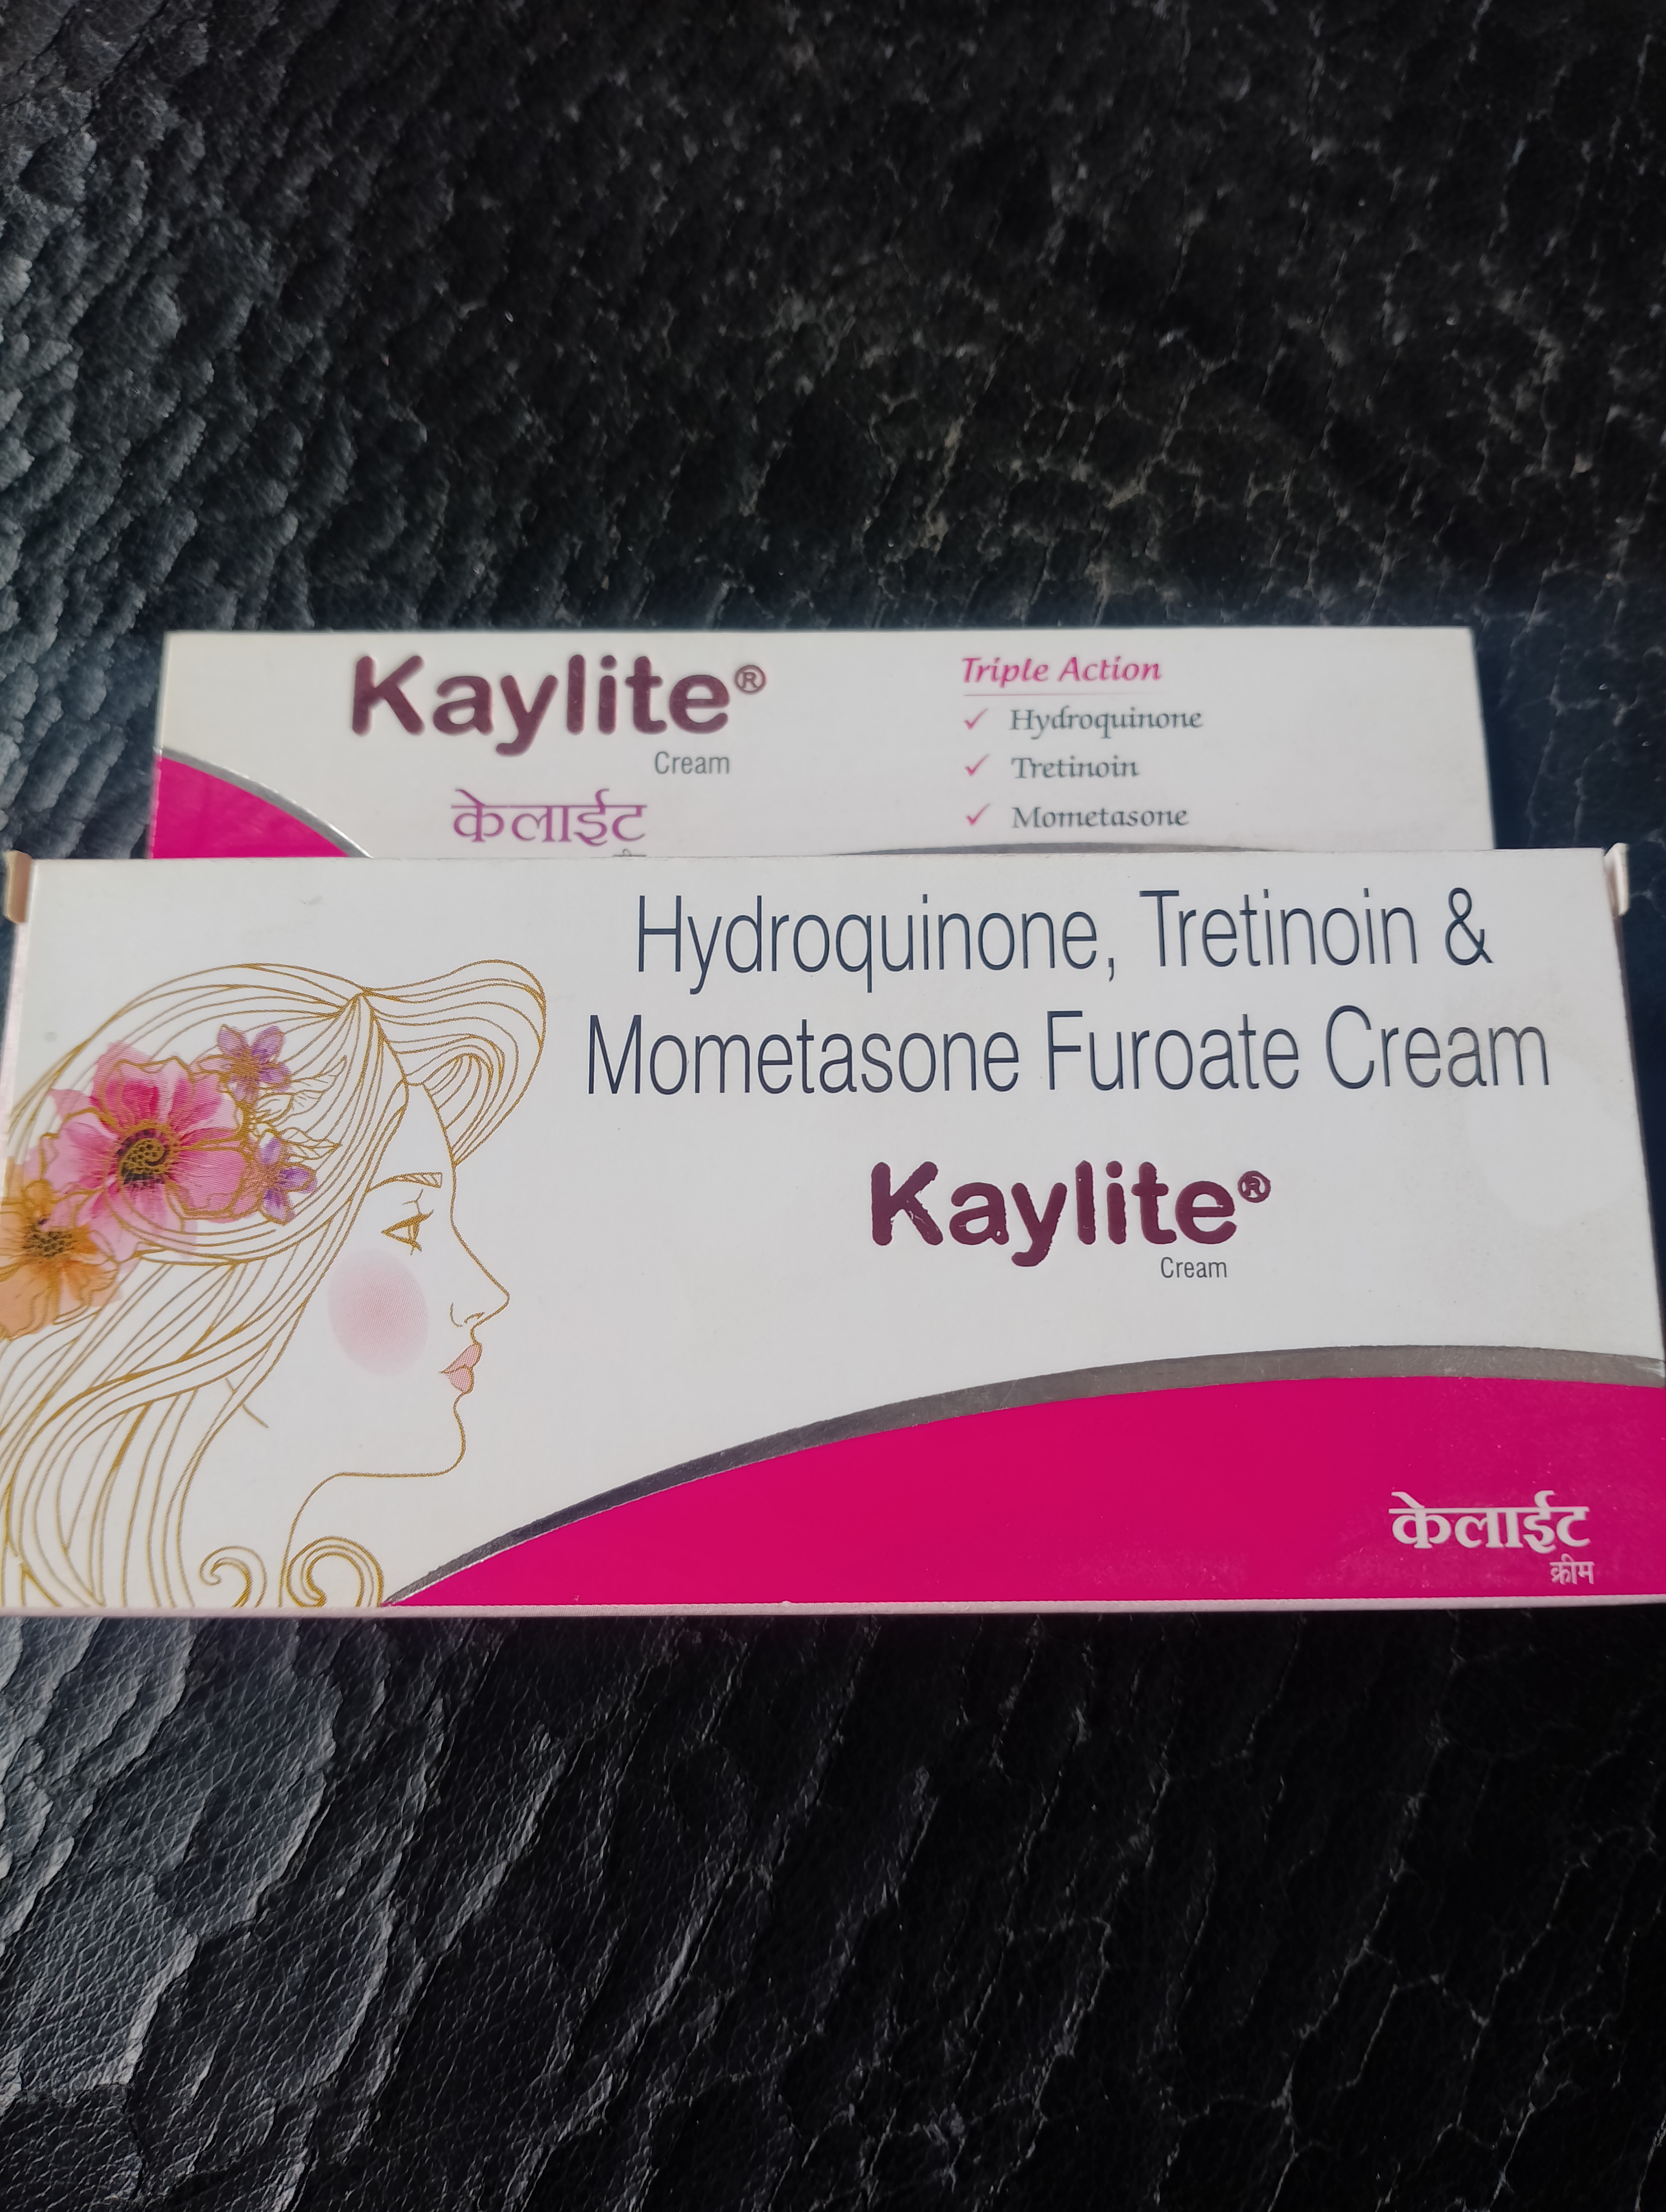 Kaylite®
Cream
केलाईट
Triple Action
✓ Hydroquinone
✓ Tretinoin
✓ Mometasone
Hydroquinone, Tretinoin &
Mometasone Furoate Cream
Kaylite®
Cream
केलाईट
क्रीम